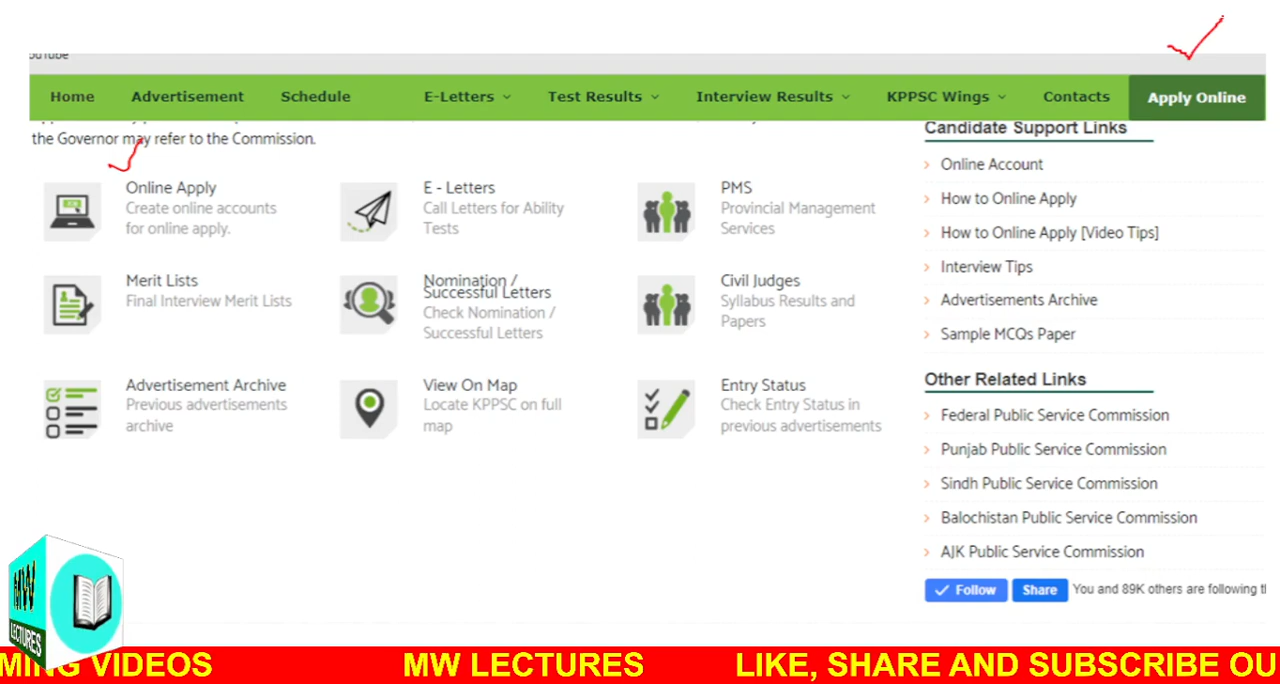 Home Advertisement Schedule E-Letters Test Results Interview Results KPPSC Wings Contacts Apply Online
the Governor may refer to the Commission.
Online Apply
Create online accounts
for online apply.
E - Letters
Call Letters for Ability
Tests
PMS
Provincial Management
Services
Merit Lists
Final Interview Merit Lists
Nomination /
Successful Letters
Check Nomination /
Successful Letters
Civil Judges
Syllabus Results and
Papers
Advertisement Archive
Previous advertisements
archive
View On Map
Locate KPPSC on full
map
Entry Status
Check Entry Status in
previous advertisements
Candidate Support Links
Online Account
How to Online Apply
How to Online Apply [Video Tips]
Interview Tips
Advertisements Archive
Sample MCQs Paper
Other Related Links
Federal Public Service Commission
Punjab Public Service Commission
Sindh Public Service Commission
Balochistan Public Service Commission
AJK Public Service Commission
Follow Share You and 89K others are following
MW
LECTURES
VIDEOS MW LECTURES LIKE, SHARE AND SUBSCRIBE